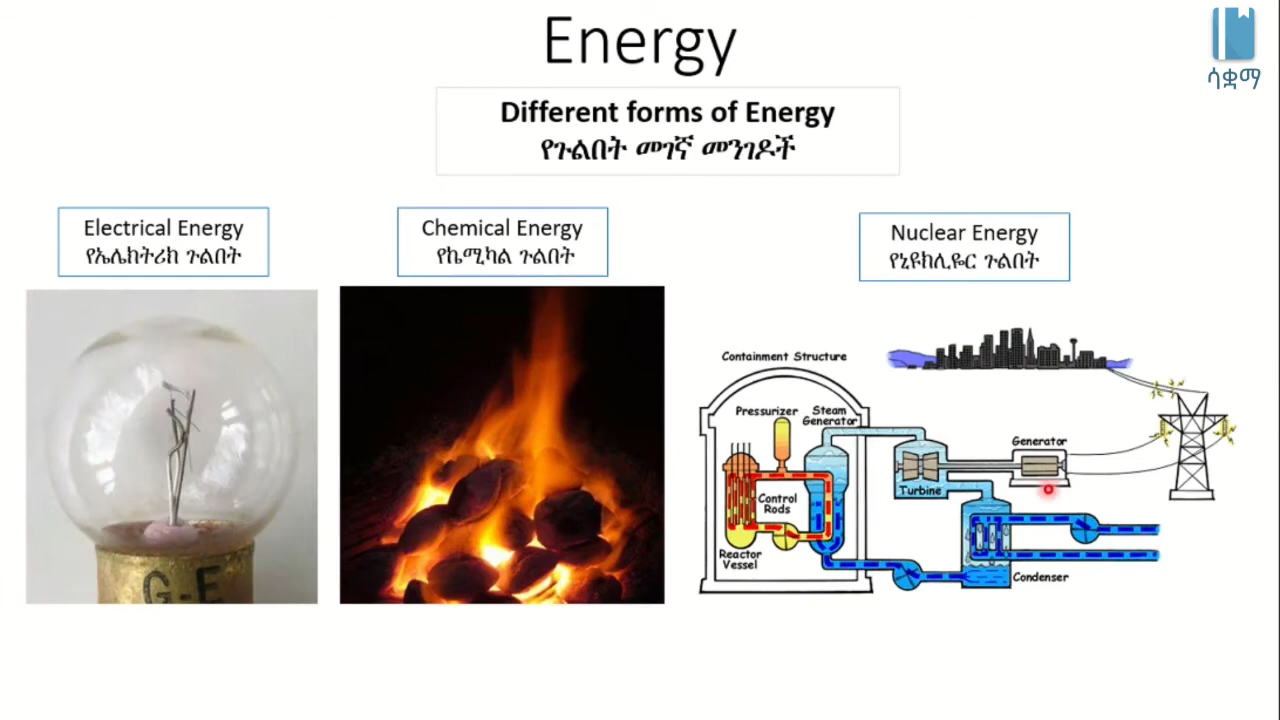 Energy
ሳቋማ
Different forms of Energy
የጉልበት መገኛ መንገዶች
Electrical Energy
የኤሌክትሪክ ጉልበት
Chemical Energy
የኬሚካል ጉልበት
Nuclear Energy
የኒዩክሊዬር ጉልበት
G-E
Containment Structure
Pressurizer
Steam
Generator
Control
Rods
Reactor
Vessel
Turbine
Generator
Condenser